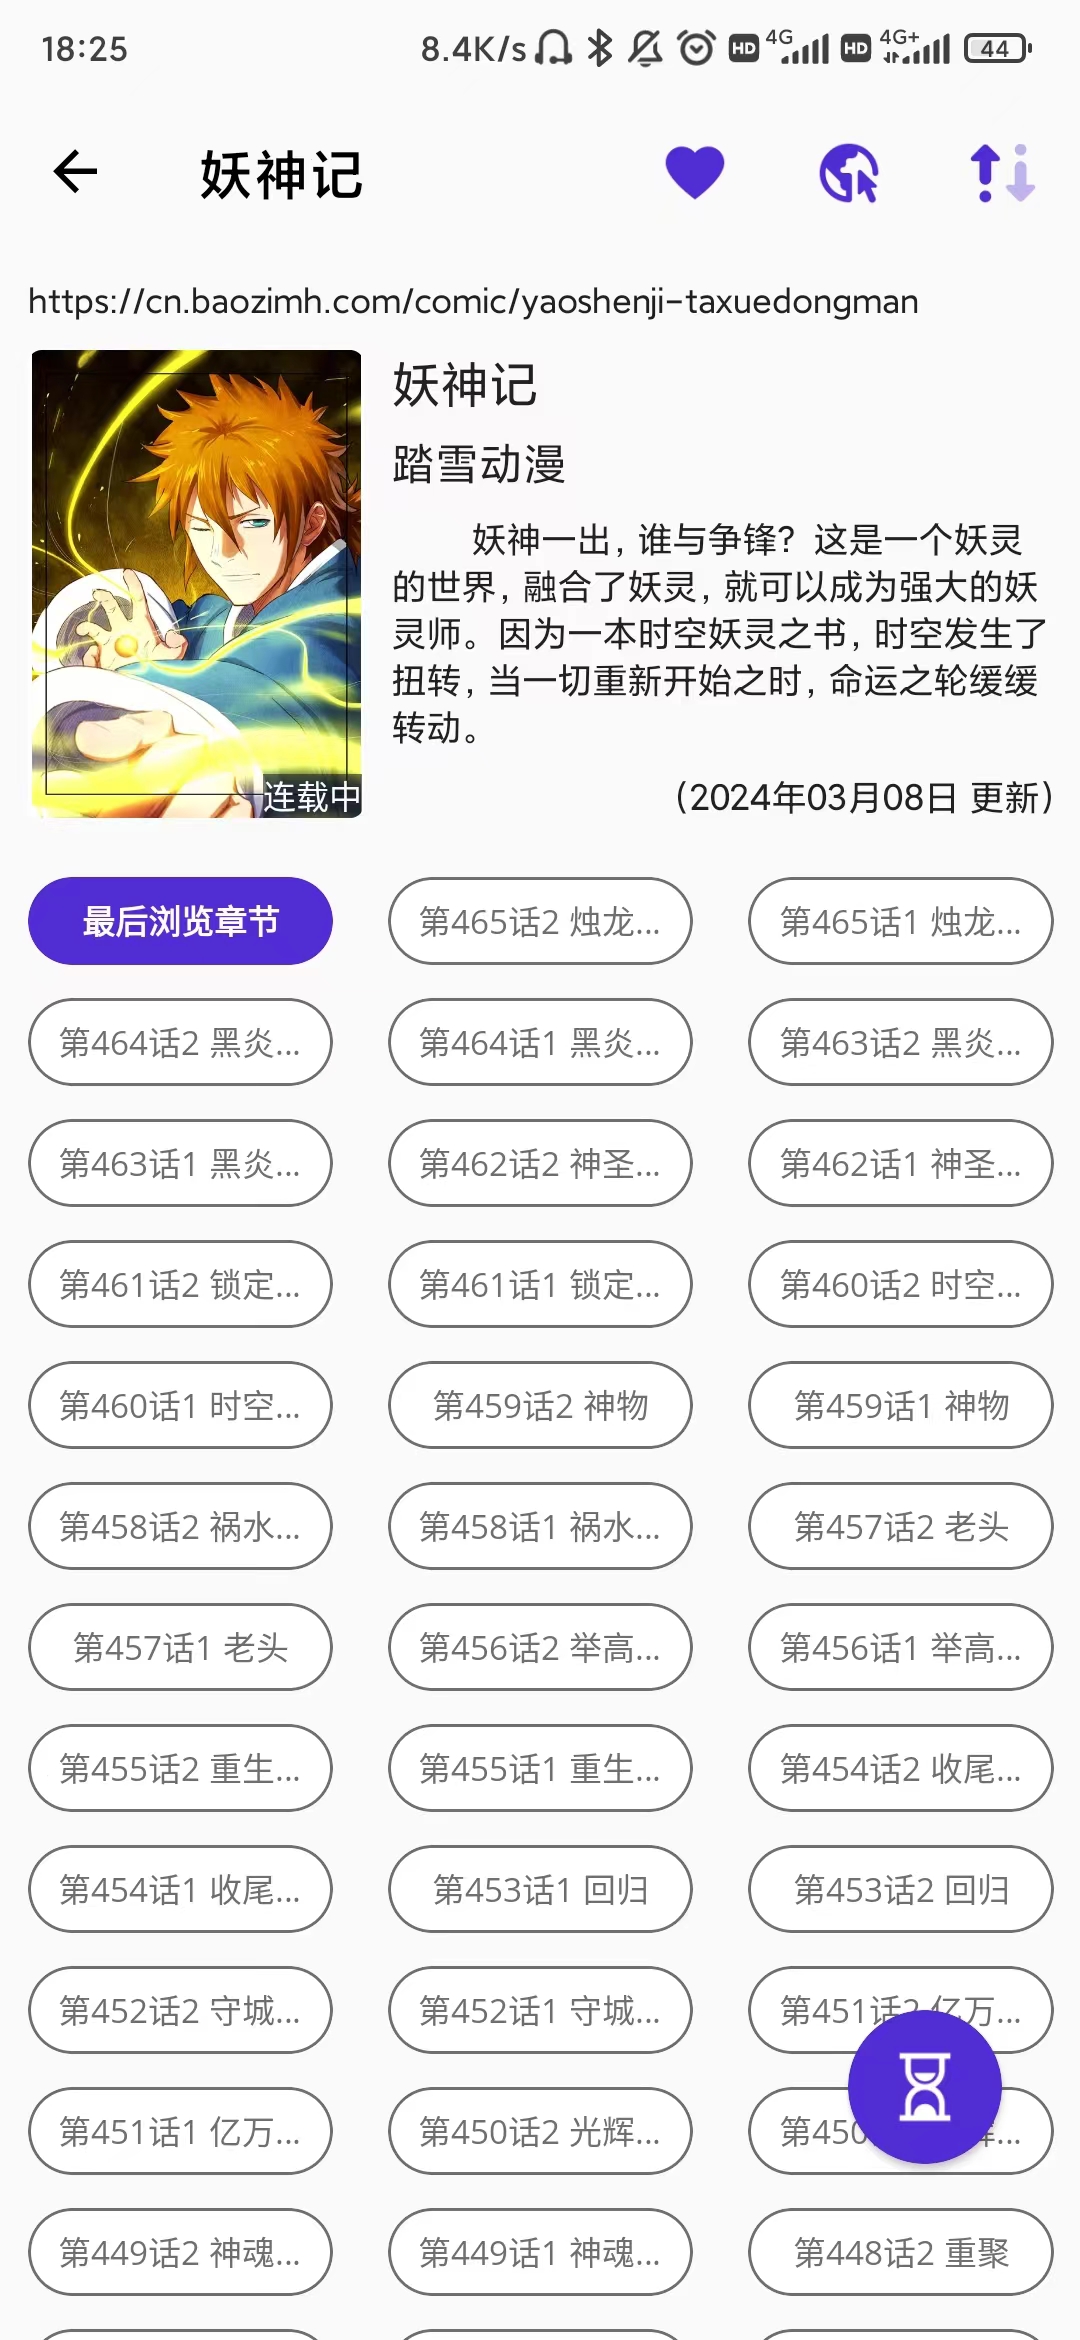 18:25
8.4K/s
HD 4G HD 4G+ 44
妖神记
https://cn.baozimh.com/comic/yaoshenji-taxuedongman
妖神记
踏雪动漫
妖神一出，谁与争锋？这是一个妖灵
的世界，融合了妖灵，就可以成为强大的妖
灵师。因为一本时空妖灵之书，时空发生了
扭转，当一切重新开始之时，命运之轮缓缓
转动。
连载中
（2024年03月08日 更新）
最后浏览章节
第465话2 烛龙...
第465话1 烛龙...
第464话2 黑炎...
第464话1 黑炎...
第463话2 黑炎...
第463话1 黑炎...
第462话2 神圣...
第462话1 神圣...
第461话2 锁定...
第461话1 锁定...
第460话2 时空...
第460话1 时空...
第459话2 神物
第459话1 神物
第458话2 祸水...
第458话1 祸水...
第457话2 老头
第457话1 老头
第456话2 举高...
第456话1 举高...
第455话2 重生...
第455话1 重生...
第454话2 收尾...
第454话1 收尾...
第453话1 回归
第453话2 回归
第452话2 守城...
第452话1 守城...
第451话2 亿万...
第451话1 亿万...
第450话2 光辉...
第450
第449话2 神魂...
第449话1 神魂...
第448话2 重聚